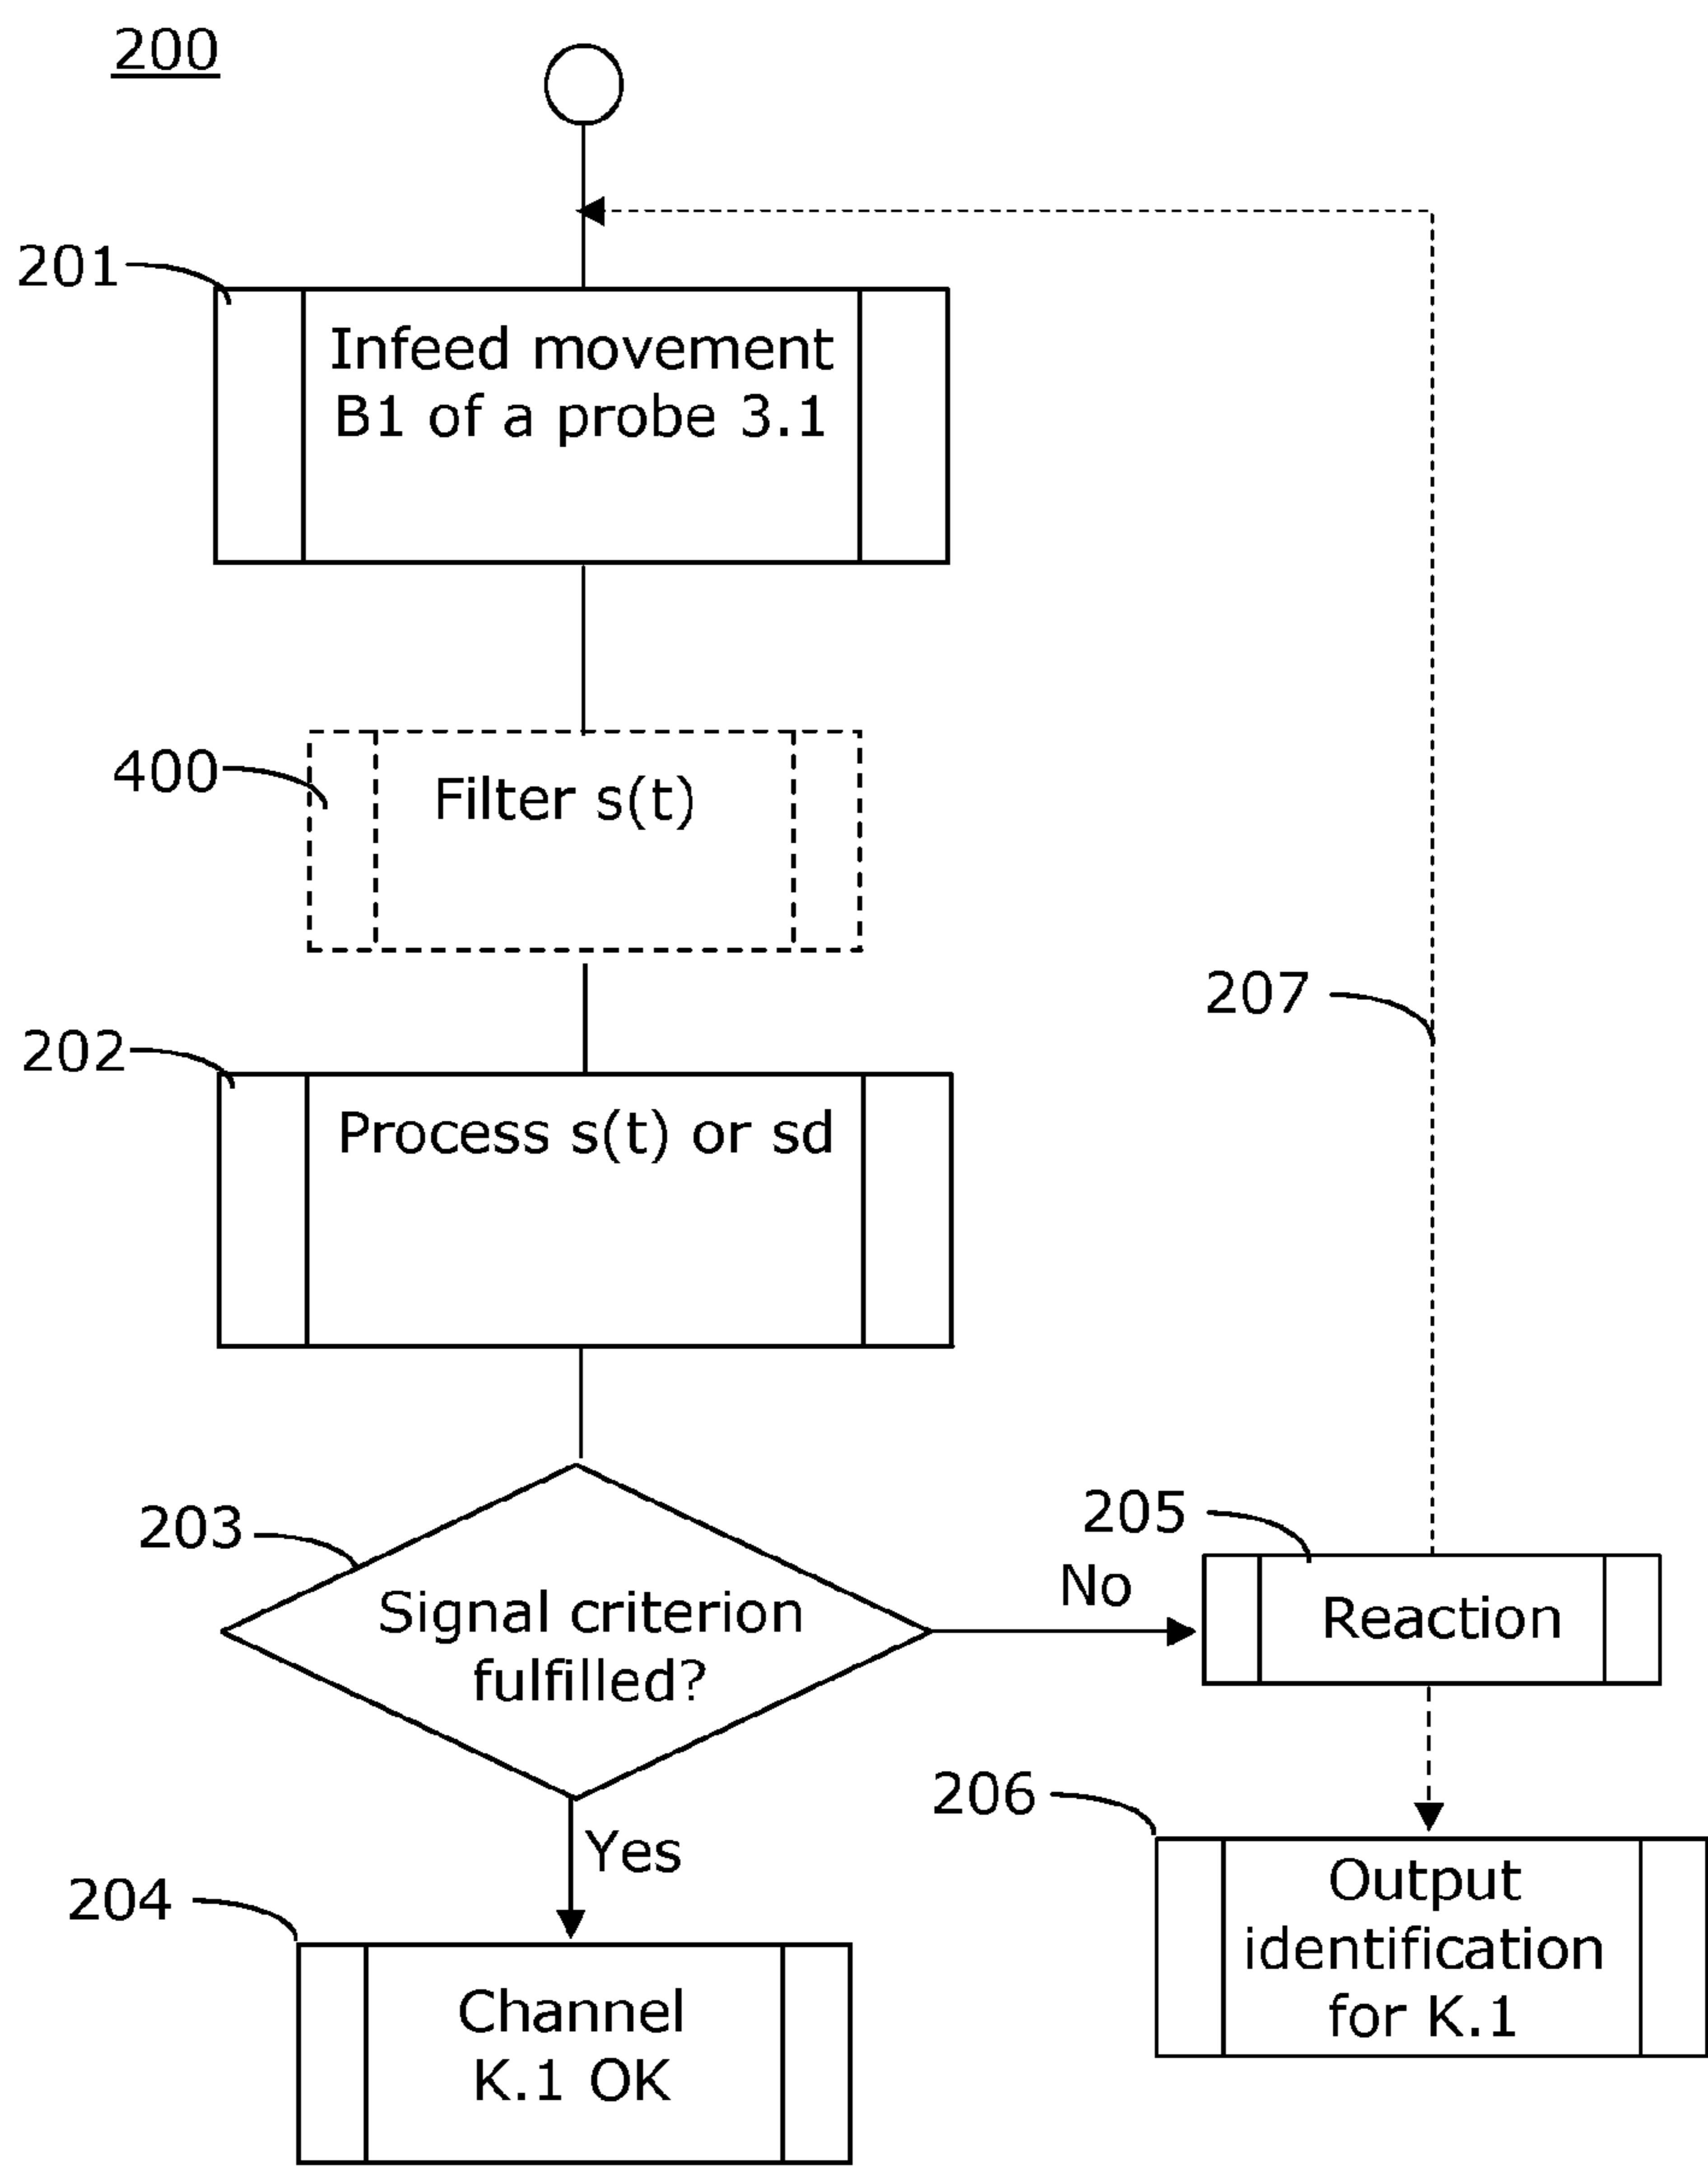 200
201
Infeed movement
B1 of a probe 3.1
400
Filter s(t)
207
202
Process s(t) or sd
203
Signal criterion
fulfilled?
No
205
Reaction
Yes
206
Output
identification
for K.1
204
Channel
K.1 OK